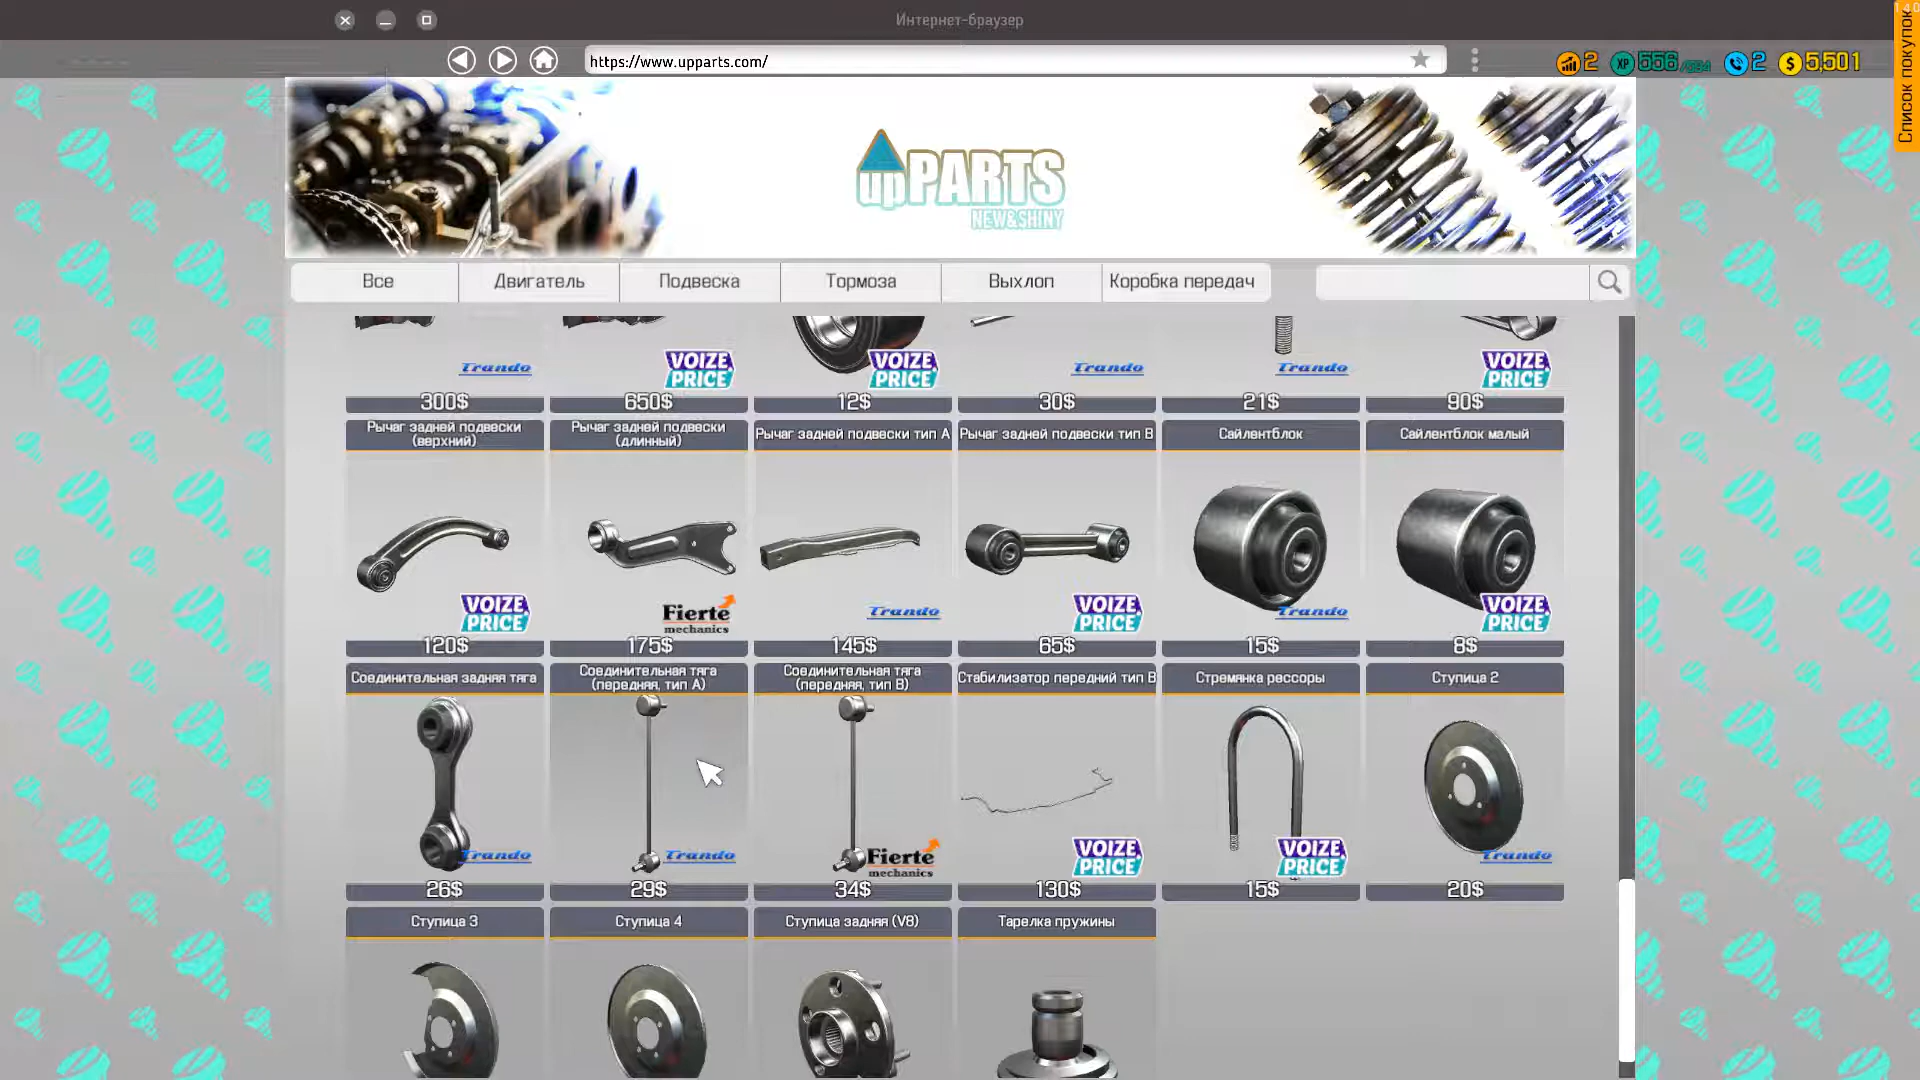 Интернет-браузер
https://www.upparts.com/
2 XP 556 2 $ 5,501
Список покупок
upPARTS
NEW&SHINY
Все Двигатель Подвеска Тормоза Выхлоп Коробка передач
Trando VOIZE PRICE VOIZE PRICE Trando Trando VOIZE PRICE
300$ 650$ 12$ 30$ 21$ 90$
Рычаг задней подвески (верхний) Рычаг задней подвески (длинный) Рычаг задней подвески тип А Рычаг задней подвески тип В Сайлентблок Сайлентблок малый
VOIZE PRICE Fierte mechanics Trando VOIZE PRICE Trando VOIZE PRICE
120$ 175$ 145$ 65$ 15$ 8$
Соединительная задняя тяга Соединительная тяга (передняя, тип А) Соединительная тяга (передняя, тип В) Стабилизатор передний тип В Стремянка рессоры Ступица 2
Trando Trando Fierte mechanics VOIZE PRICE VOIZE PRICE Trando
26$ 29$ 34$ 130$ 15$ 20$
Ступица 3 Ступица 4 Ступица задняя (V8) Тарелка пружины